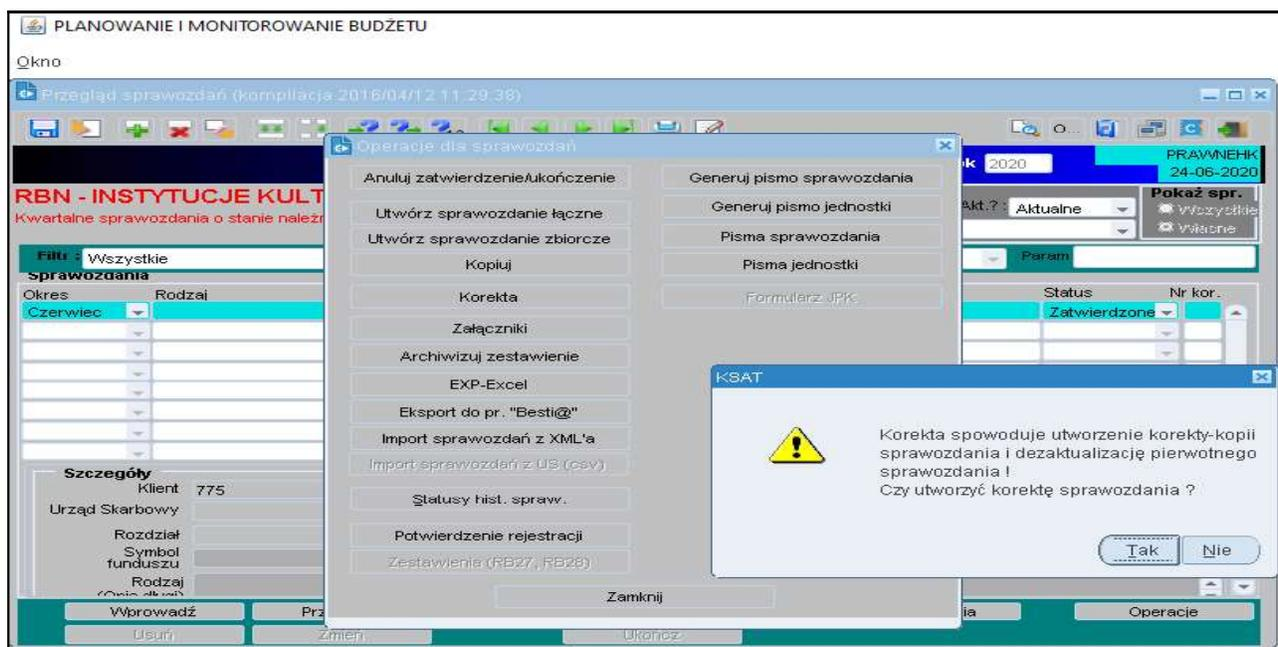 PLANOWANIE I MONITOROWANIE BUDŻETU
Okno
Przegląd sprawozdań (kompilacja 2016/04/12 11:29:38)
O...
2020
PRAWNEHK
24-06-2020
RBN - INSTYTUCJE KULT
Kwartalne sprawozdania o stanie należn
Akt.? : Aktualne
Pokaż spr.
Wszystkie
Własne
Filtr : Wszystkie
Param
Sprawozdania
Okres Rodzaj Status Nr kor.
Czerwiec Zatwierdzone
Szczegóły
Klient 775
Urząd Skarbowy
Rozdział
Symbol
funduszu
Rodzaj
Wprowadź Prz ia Operacje
Usuń Zmień Ukończ
Operacje dla sprawozdań
Anuluj zatwierdzenie/ukończenie
Utwórz sprawozdanie łączne
Utwórz sprawozdanie zbiorcze
Kopiuj
Korekta
Załączniki
Archiwizuj zestawienie
EXP-Excel
Eksport do pr. "Besti@"
Import sprawozdań z XML'a
Import sprawozdań z US (csv)
Statusy hist. spraw.
Potwierdzenie rejestracji
Zestawienia (RB27, RB28)
Generuj pismo sprawozdania
Generuj pismo jednostki
Pisma sprawozdania
Pisma jednostki
Formularz JPK
Zamknij
KSAT
Korekta spowoduje utworzenie korekty-kopii
sprawozdania i dezaktualizację pierwotnego
sprawozdania !
Czy utworzyć korektę sprawozdania ?
Tak Nie